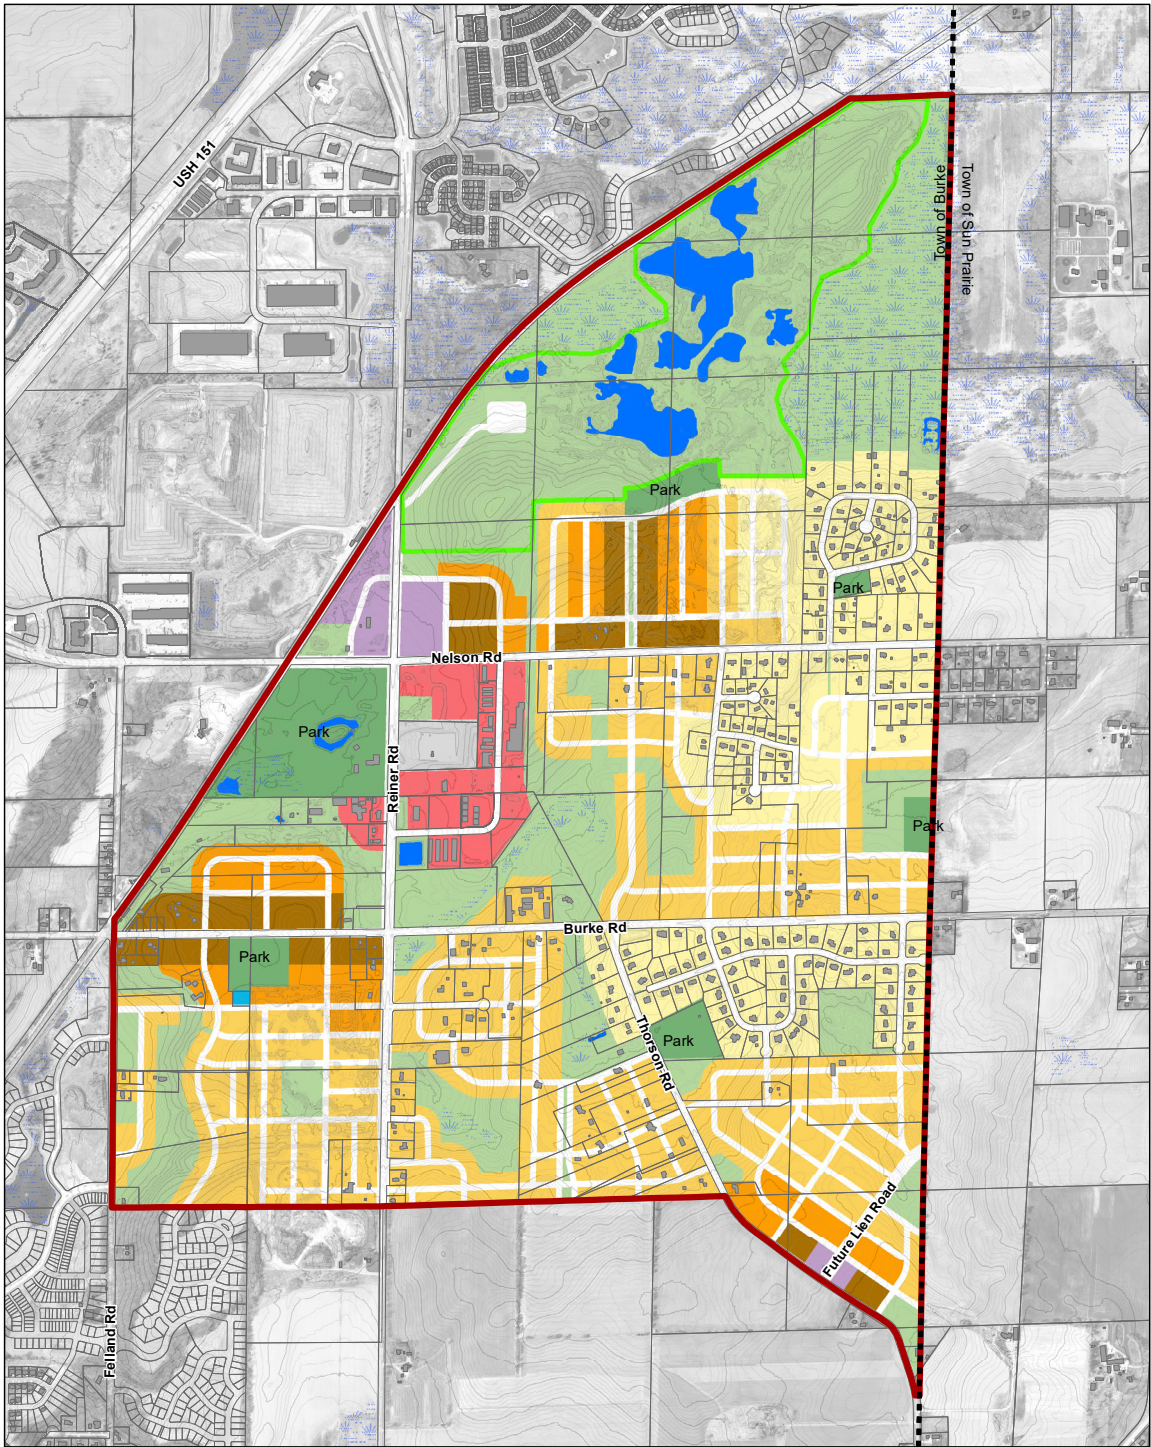 USH 151
Town of Burke
Town of Sun Prairie
Park
Park
Nelson Rd
Park
Reiner Rd
Park
Burke Rd
Park
Thorson Rd
Park
Future Lien Road
Felland Rd